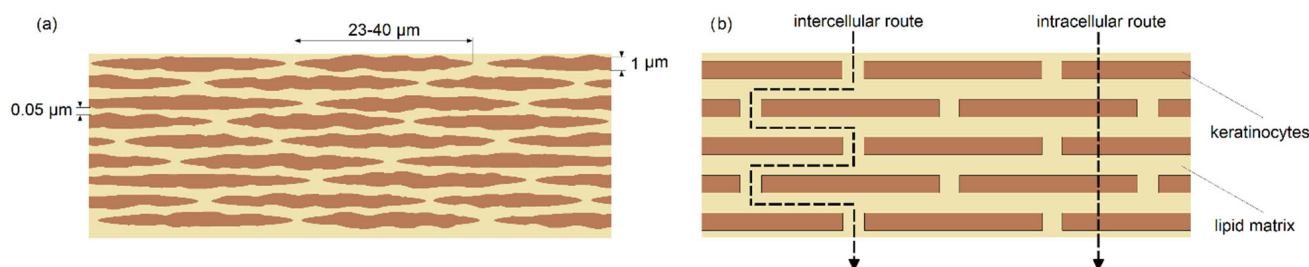 (a)
23-40 µm
1 µm
0.05 µm
(b)
intercellular route
intracellular route
keratinocytes
lipid matrix